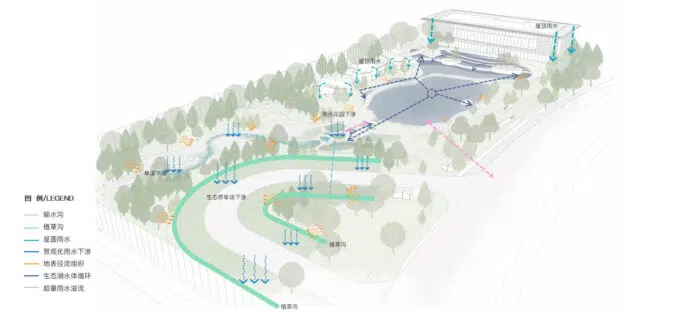 屋顶雨水
屋顶雨水
雨水花园下渗
旱溪下渗
生态停车场下渗
植草沟
植草沟
图 例/LEGEND
输水沟
植草沟
屋面雨水
景观化雨水下渗
地表径流组织
生态湖水体循环
超量雨水溢流